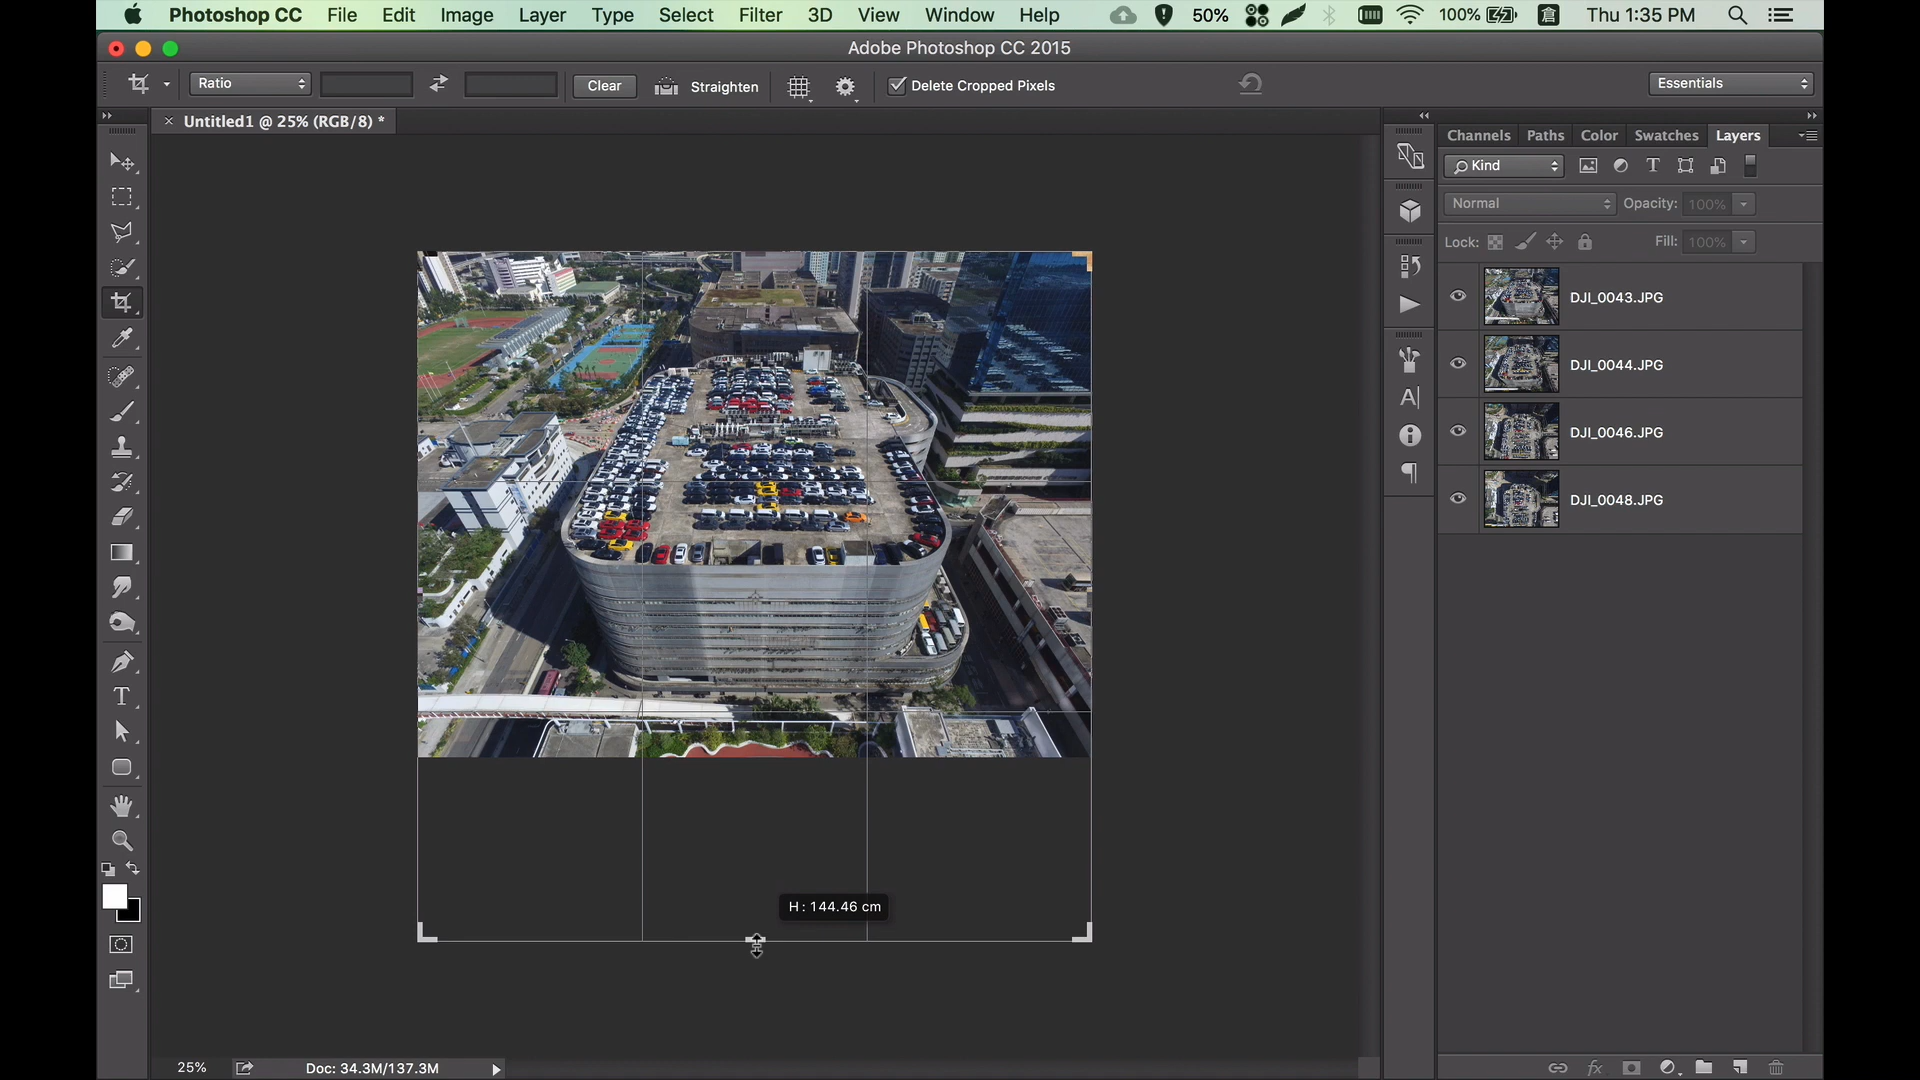 Photoshop CC File Edit Image Layer Type Select Filter 3D View Window Help 50% 100% 倉 Thu 1:35 PM
Adobe Photoshop CC 2015
Ratio Clear Straighten Delete Cropped Pixels Essentials
× Untitled1 @ 25% (RGB/8) *
Channels Paths Color Swatches Layers
Kind
Normal Opacity: 100%
Lock: Fill: 100%
DJI_0043.JPG
DJI_0044.JPG
DJI_0046.JPG
DJI_0048.JPG
H: 144.46 cm
25% Doc: 34.3M/137.3M